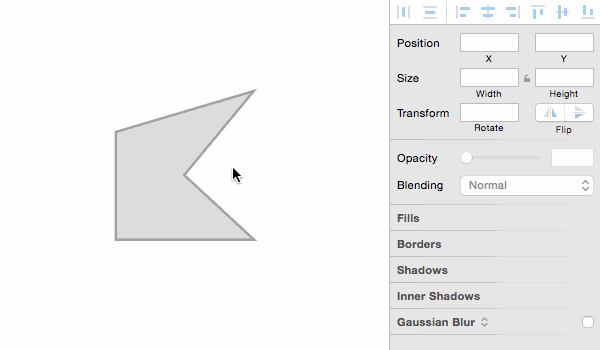 Position
X Y
Size
Width Height
Transform
Rotate Flip
Opacity
Blending Normal
Fills
Borders
Shadows
Inner Shadows
Gaussian Blur